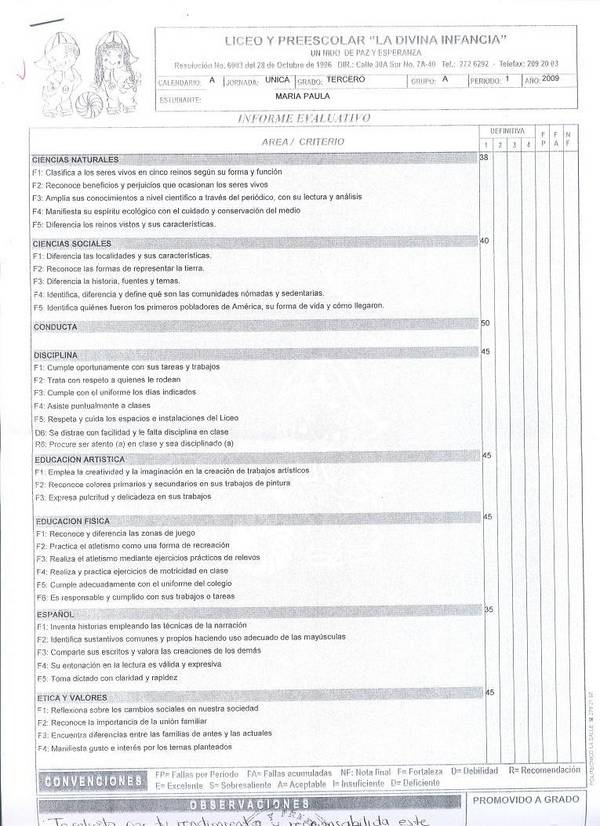 LICEO Y PREESCOLAR "LA DIVINA INFANCIA"
UN NIDO DE PAZ Y ESPERANZA
Resolución No. 6983 del 28 de Octubre de 1996 DIR.: Calle 30A Sur No. 7A-40 Tel.: 272 6292 - Telefax: 209 20 03
CALENDARIO: A JORNADA: UNICA GRADO: TERCERO GRUPO: A PERIODO: 1 AÑO: 2009
ESTUDIANTE: MARIA PAULA
INFORME EVALUATIVO
AREA / CRITERIO DEFINITIVA 1 2 3 4 F P F A N F
CIENCIAS NATURALES 38
F1: Clasifica a los seres vivos en cinco reinos según su forma y función
F2: Reconoce beneficios y perjuicios que ocasionan los seres vivos
F3: Amplia sus conocimientos a nivel cientifico a través del periódico, con su lectura y análisis
F4: Manifiesta su espíritu ecológico con el cuidado y conservación del medio
F5: Diferencia los reinos vistos y sus características.
CIENCIAS SOCIALES 40
F1: Diferencia las localidades y sus características.
F2: Reconoce las formas de representar la tierra.
F3: Diferencia la historia, fuentes y temas.
F4: Identifica, diferencia y define qué son las comunidades nómadas y sedentarias.
F5: Identifica quiénes fueron los primeros pobladores de América, su forma de vida y cómo llegaron.
CONDUCTA 50
DISCIPLINA 45
F1: Cumple oportunamente con sus tareas y trabajos
F2: Trata con respeto a quienes le rodean
F3: Cumple con el uniforme los días indicados
F4: Asiste puntualmente a clases
F5: Respeta y cuida los espacios e instalaciones del Liceo
D6: Se distrae con facilidad y le falta disciplina en clase
R6: Procure ser atento (a) en clase y sea disciplinado (a)
EDUCACION ARTISTICA 45
F1: Emplea la creatividad y la imaginación en la creación de trabajos artísticos
F2: Reconoce colores primarios y secundarios en sus trabajos de pintura
F3: Expresa pulcritud y delicadeza en sus trabajos
EDUCACION FISICA 45
F1: Reconoce y diferencia las zonas de juego
F2: Practica el atletismo como una forma de recreación
F3: Realiza el atletismo mediante ejercicios prácticos de relevos
F4: Realiza y practica ejercicios de motricidad en clase
F5: Cumple adecuadamente con el uniforme del colegio
F6: Es responsable y cumplido con sus trabajos o tareas
ESPAÑOL 35
F1: Inventa historias empleando las técnicas de la narración
F2: Identifica sustantivos comunes y propios haciendo uso adecuado de las mayúsculas
F3: Comparte sus escritos y valora las creaciones de los demás
F4: Su entonación en la lectura es válida y expresiva
F5: Toma dictado con claridad y rapidez
ETICA Y VALORES 45
F1: Reflexiona sobre los cambios sociales en nuestra sociedad
F2: Reconoce la importancia de la unión familiar
F3: Encuentra diferencias entre las familias de antes y las actuales
F4: Manifiesta gusto e interés por los temas planteados
CONVENCIONES FP= Fallas por Periodo FA= Fallas acumuladas NF: Nota final F= Fortaleza D= Debilidad R= Recomendación
E= Excelente S= Sobresaliente A= Aceptable I= Insuficiente D= Deficiente
OBSERVACIONES PROMOVIDO A GRADO
por tu rendimiento y responsabilida este